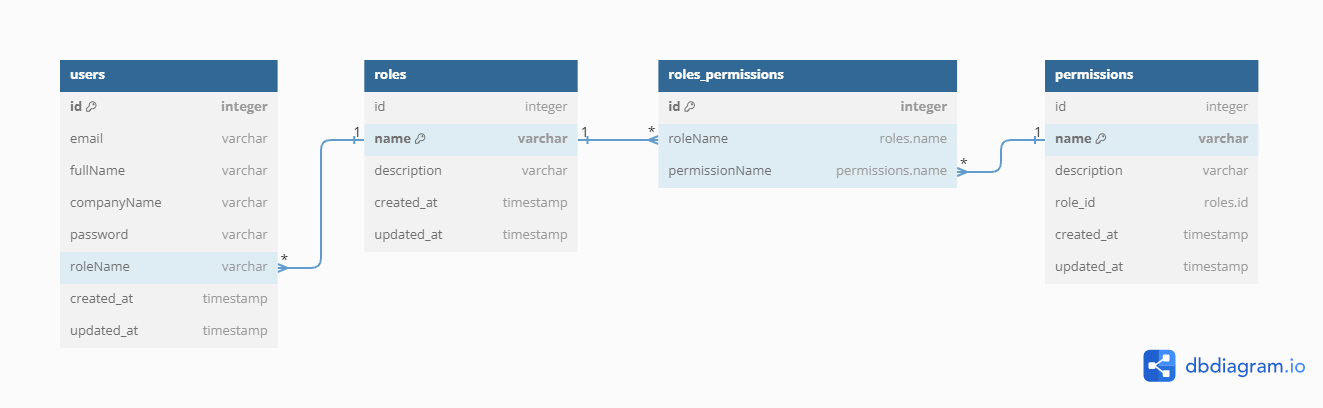 users
id integer
email varchar
fullName varchar
companyName varchar
password varchar
roleName varchar
created_at timestamp
updated_at timestamp
*
1
roles
id integer
name varchar
description varchar
created_at timestamp
updated_at timestamp
1
*
roles_permissions
id integer
roleName roles.name
permissionName permissions.name
*
1
permissions
id integer
name varchar
description varchar
role_id roles.id
created_at timestamp
updated_at timestamp
dbdiagram.io